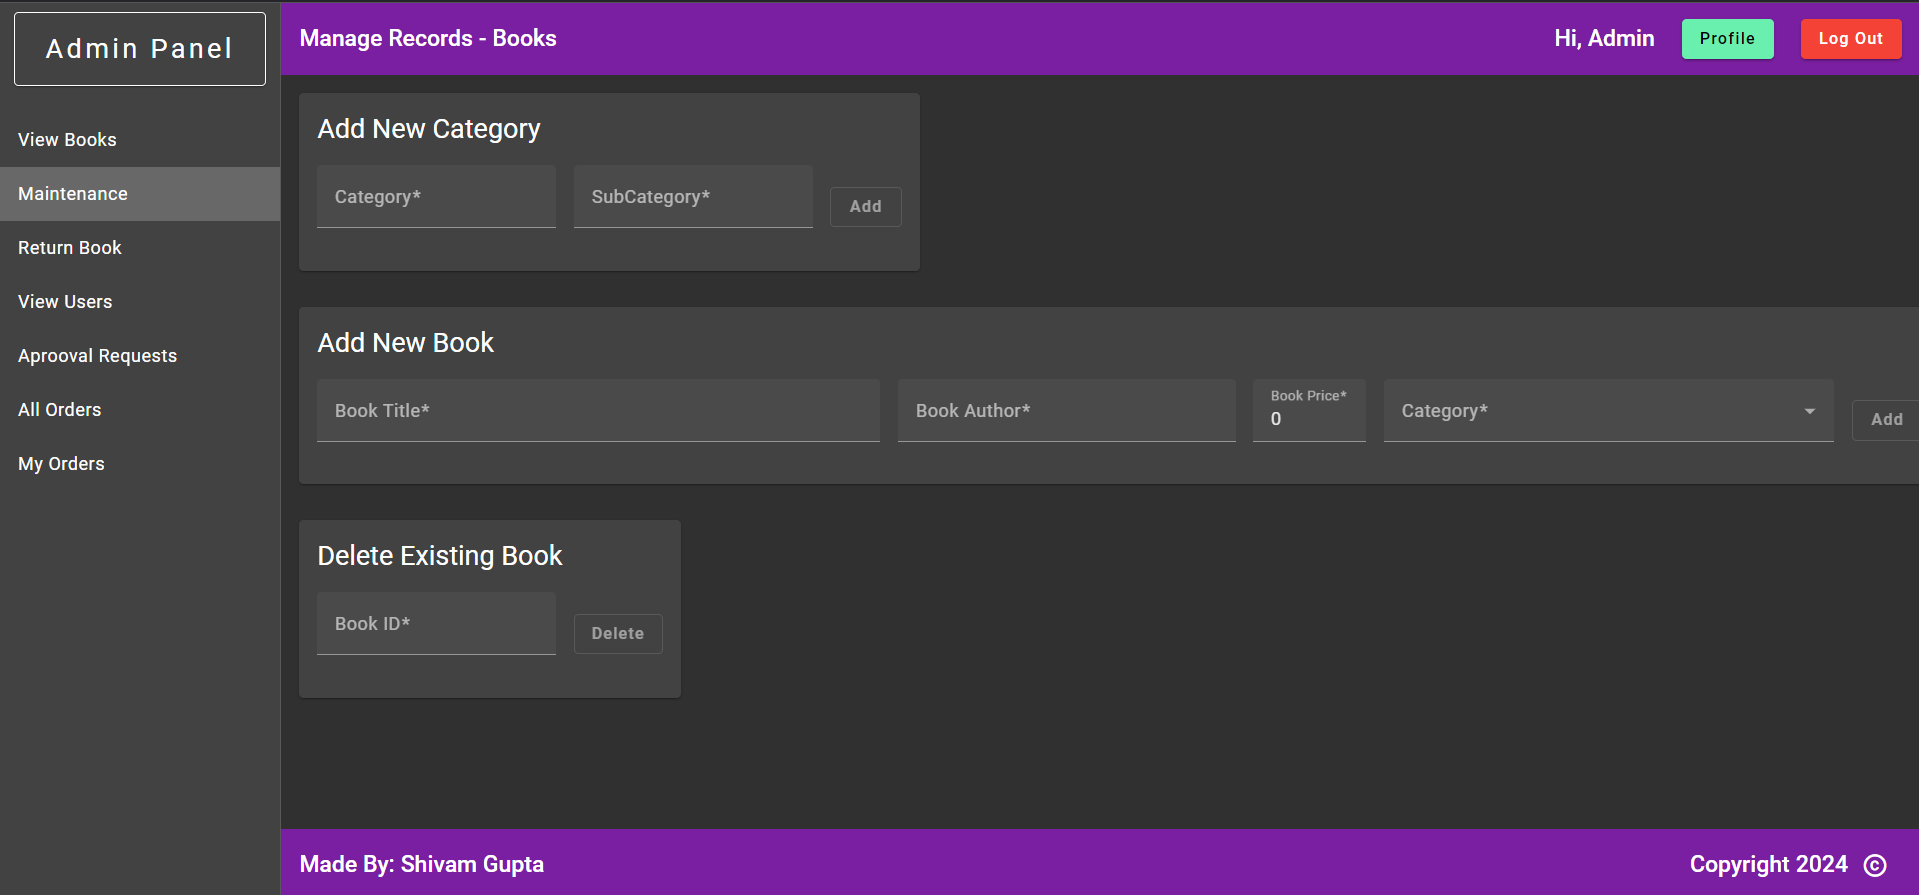 Admin Panel
View Books
Maintenance
Return Book
View Users
Aprooval Requests
All Orders
My Orders
Manage Records - Books
Hi, Admin
Profile
Log Out
Add New Category
Category*
SubCategory*
Add
Add New Book
Book Title*
Book Author*
Book Price*
0
Category*
Add
Delete Existing Book
Book ID*
Delete
Made By: Shivam Gupta
Copyright 2024 ©